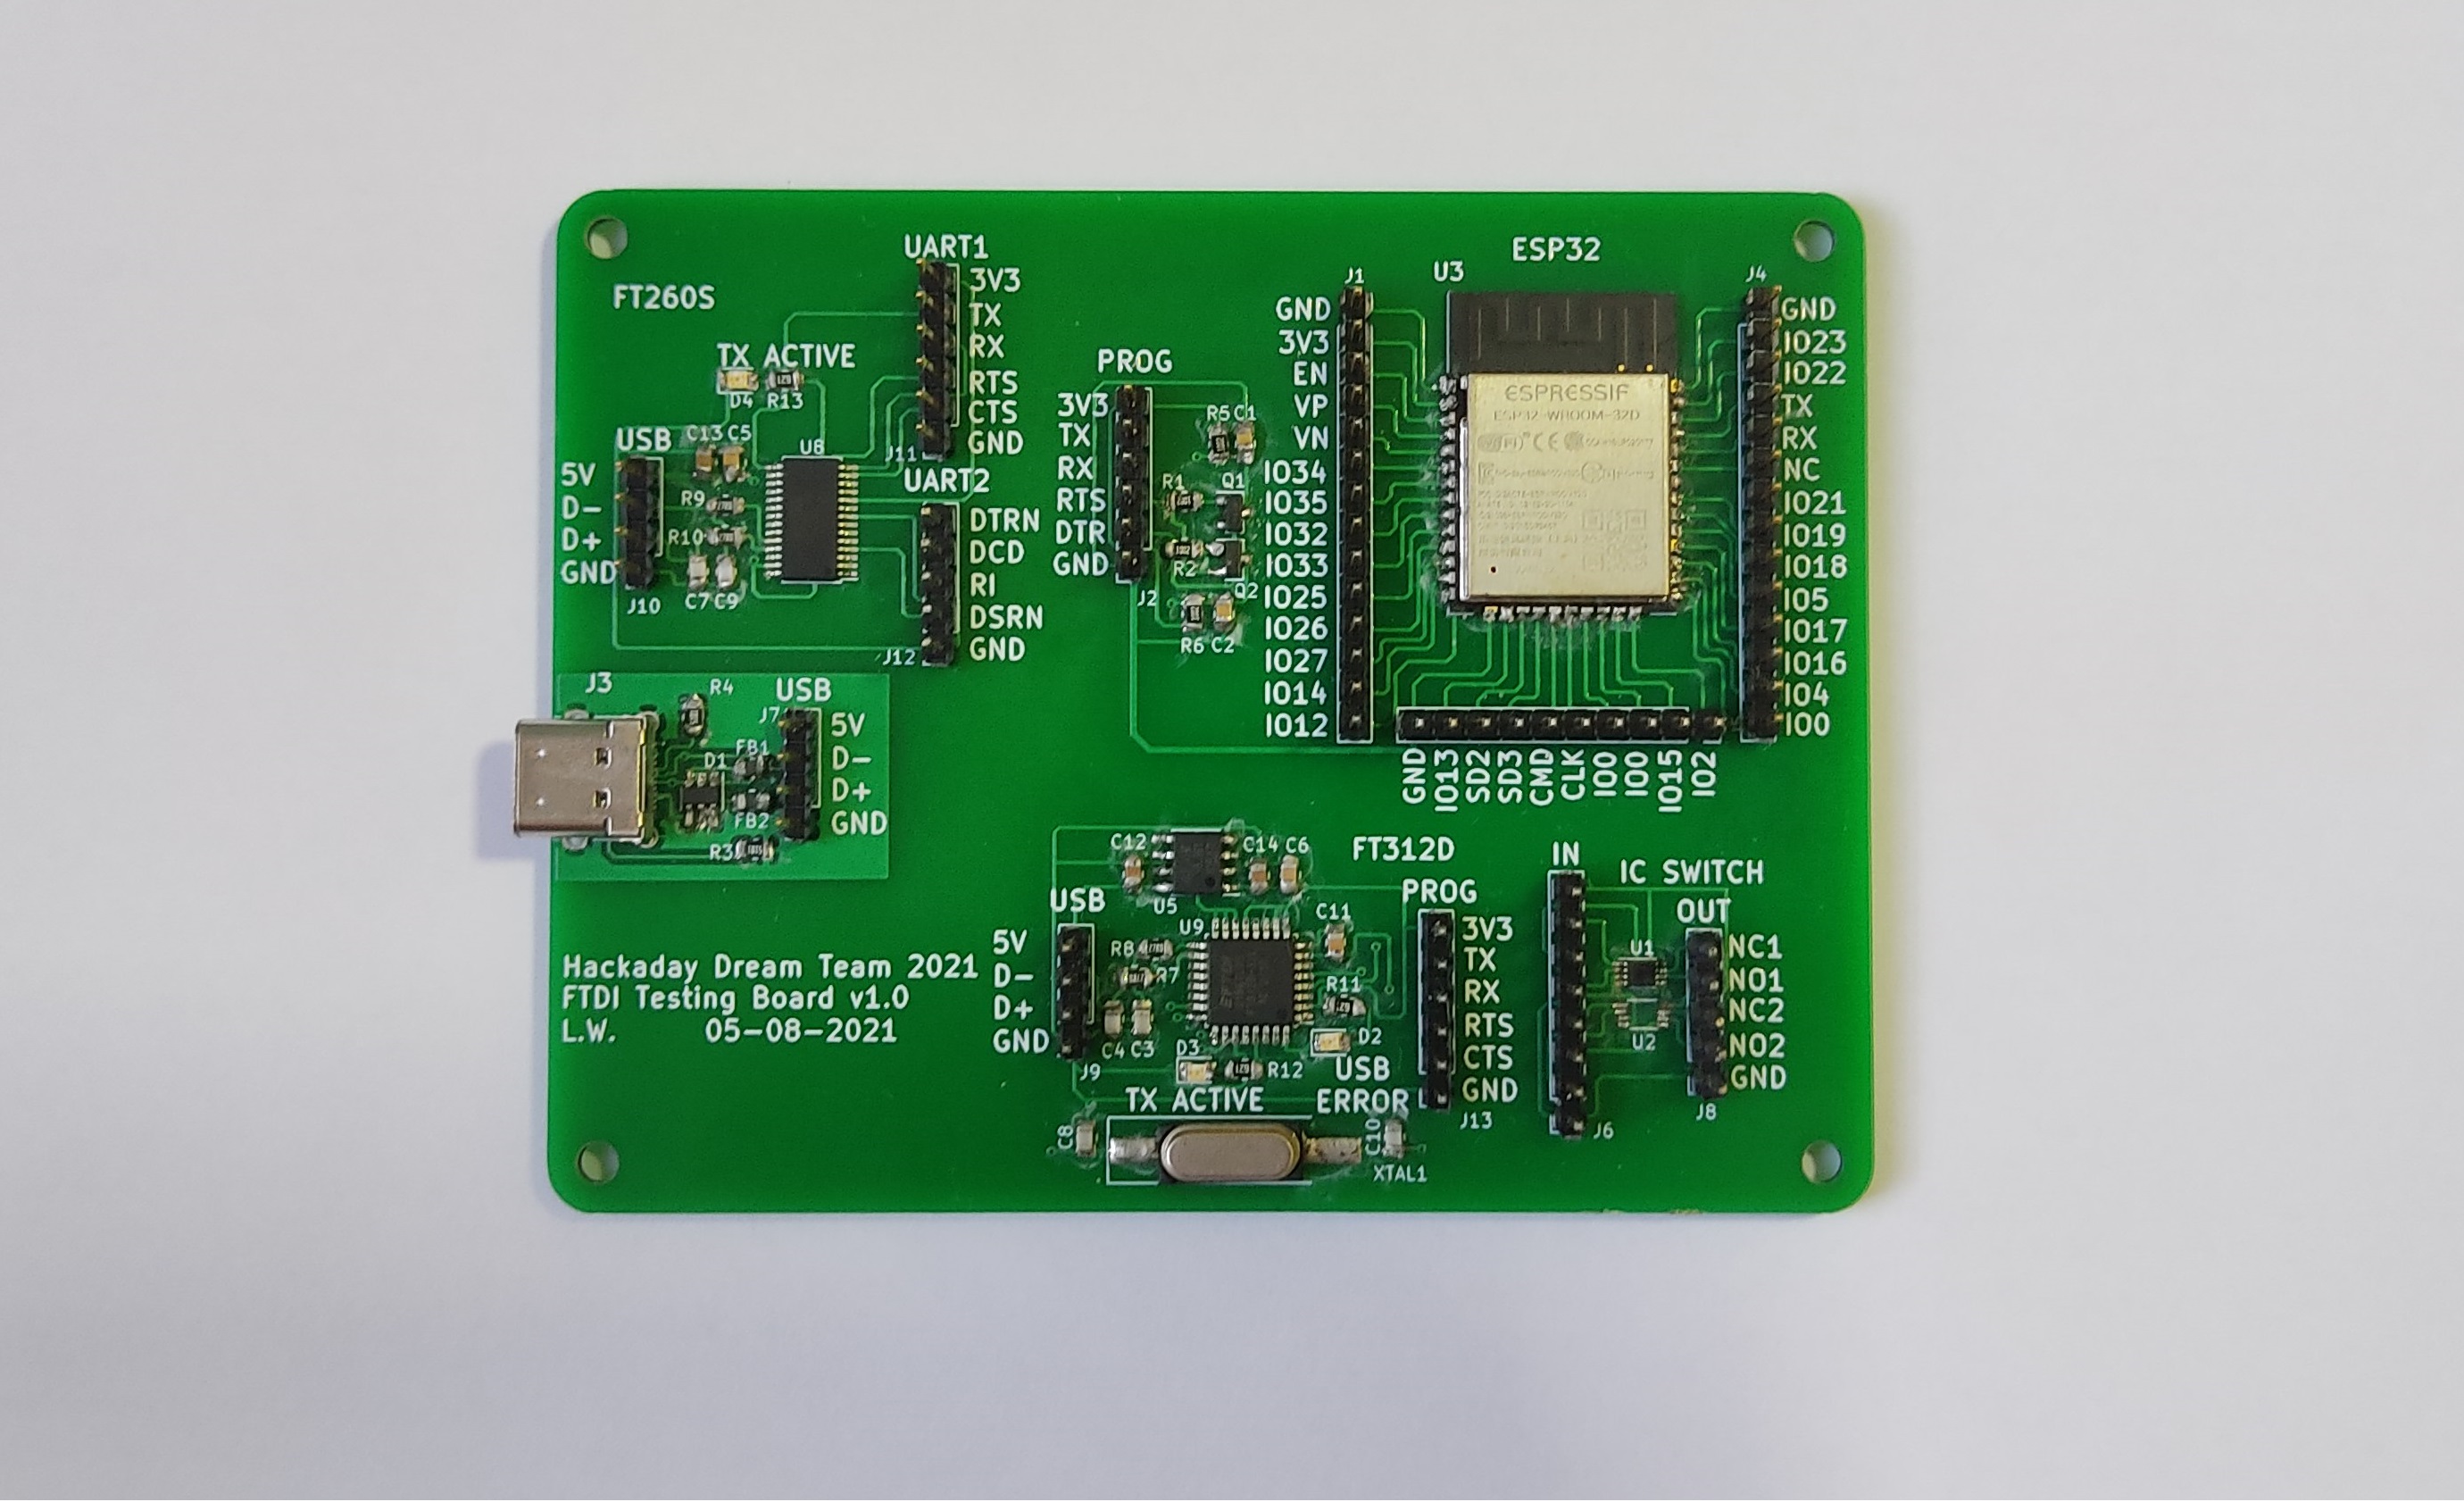 UART1
3V3
TX
RX
RTS
CTS
GND
J11
FT260S
TX ACTIVE
D4
R13
USB
C13
C5
U8
5V
D-
D+
GND
R9
R10
J10
C7
C9
UART2
DTRN
DCD
RI
DSRN
GND
J12
PROG
3V3
TX
RX
RTS
DTR
GND
J2
R5
C1
R1
Q1
R2
Q2
R6
C2
ESP32
U3
J1
GND
3V3
EN
VP
VN
IO34
IO35
IO32
IO33
IO25
IO26
IO27
IO14
IO12
ESPRESSIF
ESP32-WROOM-32D
J4
GND
IO23
IO22
TX
RX
NC
IO21
IO19
IO18
IO5
IO17
IO16
IO4
IO0
GND
IO13
SD2
SD3
CMD
CLK
IO0
IO0
IO15
IO2
J3
R4
USB
J7
5V
D-
D+
GND
FB1
D1
FB2
R3
Hackaday Dream Team 2021
FTDI Testing Board v1.0
L.W. 05-08-2021
FT312D
C12
C14
C6
U5
USB
5V
D-
D+
GND
J9
U9
R8
R7
C4
C3
C11
R11
D2
D3
R12
USB
ERROR
TX ACTIVE
C8
C10
XTAL1
PROG
3V3
TX
RX
RTS
CTS
GND
J13
IN
IC SWITCH
OUT
U1
U2
NC1
NO1
NC2
NO2
GND
J6
J8